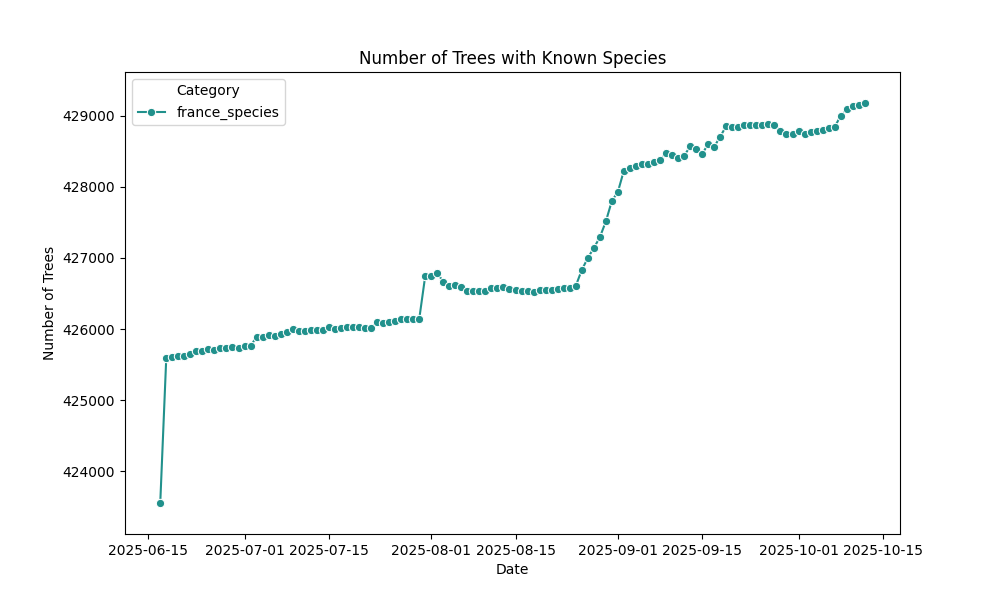 Number of Trees with Known Species
Category
france_species
429000
428000
427000
426000
425000
424000
Number of Trees
2025-06-15 2025-07-01 2025-07-15 2025-08-01 2025-08-15 2025-09-01 2025-09-15 2025-10-01 2025-10-15
Date